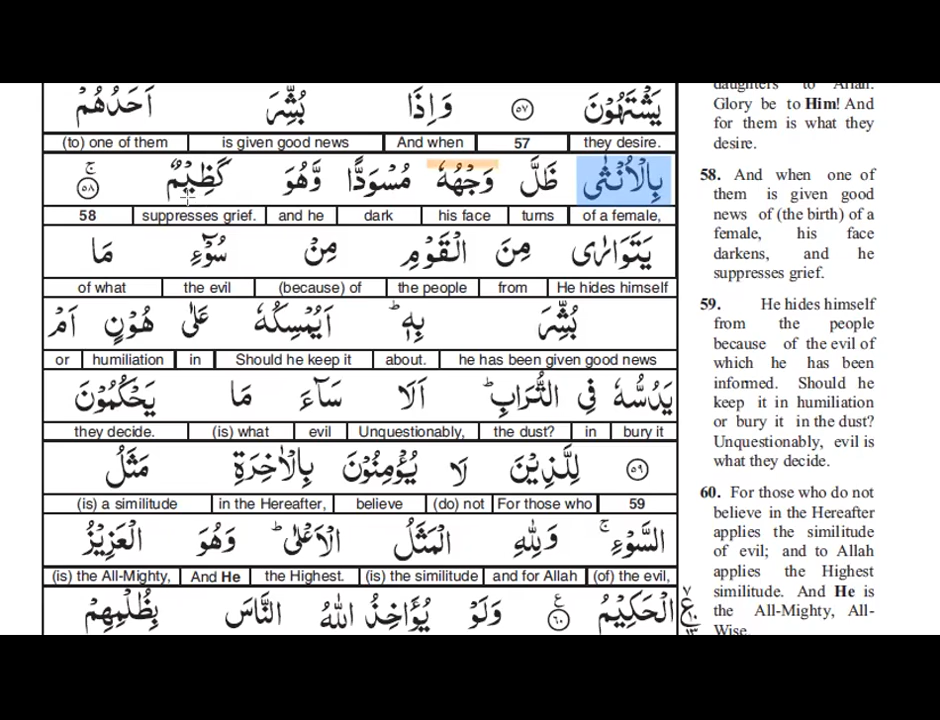 يَشْتَهُوْنَ ۝٥٧ وَاِذَا بُشِّرَ اَحَدُهُمْ
they desire. 57 And when is given good news (to) one of them
بِالْاُنْثٰى ظَلَّ وَجْهُهٗ مُسْوَدًّا وَّهُوَ كَظِيْمٌ ۚ۝٥٨
of a female, turns his face dark and he suppresses grief. 58
يَتَوَارٰى مِنَ الْقَوْمِ مِنْ سُوْٓءِ مَا
He hides himself from the people (because) of the evil of what
بُشِّرَ بِهٖ ؕ اَيُمْسِكُهٗ عَلٰى هُوْنٍ اَمْ
he has been given good news about. Should he keep it in humiliation or
يَدُسُّهٗ فِى التُّرَابِ ؕ اَلَا سَآءَ مَا يَحْكُمُوْنَ
bury it in the dust? Unquestionably, evil (is) what they decide.
۝٥٩ لِلَّذِيْنَ لَا يُؤْمِنُوْنَ بِالْاٰخِرَةِ مَثَلُ
59 For those who (do) not believe in the Hereafter, (is) a similitude
السَّوْءِ ۚ وَلِلّٰهِ الْمَثَلُ الْاَعْلٰى ؕ وَهُوَ الْعَزِيْزُ
(of) the evil, and for Allah (is) the similitude the Highest. And He (is) the All-Mighty,
الْحَكِيْمُ ۝٦٠ وَلَوْ يُؤَاخِذُ اللّٰهُ النَّاسَ بِظُلْمِهِمْ
daughters to Allah.
Glory be to Him! And
for them is what they
desire.
58. And when one of
them is given good
news of (the birth) of a
female, his face
darkens, and he
suppresses grief.
59. He hides himself
from the people
because of the evil of
which he has been
informed. Should he
keep it in humiliation
or bury it in the dust?
Unquestionably, evil is
what they decide.
60. For those who do not
believe in the Hereafter
applies the similitude
of evil; and to Allah
applies the Highest
similitude. And He is
the All-Mighty, All-
Wise.